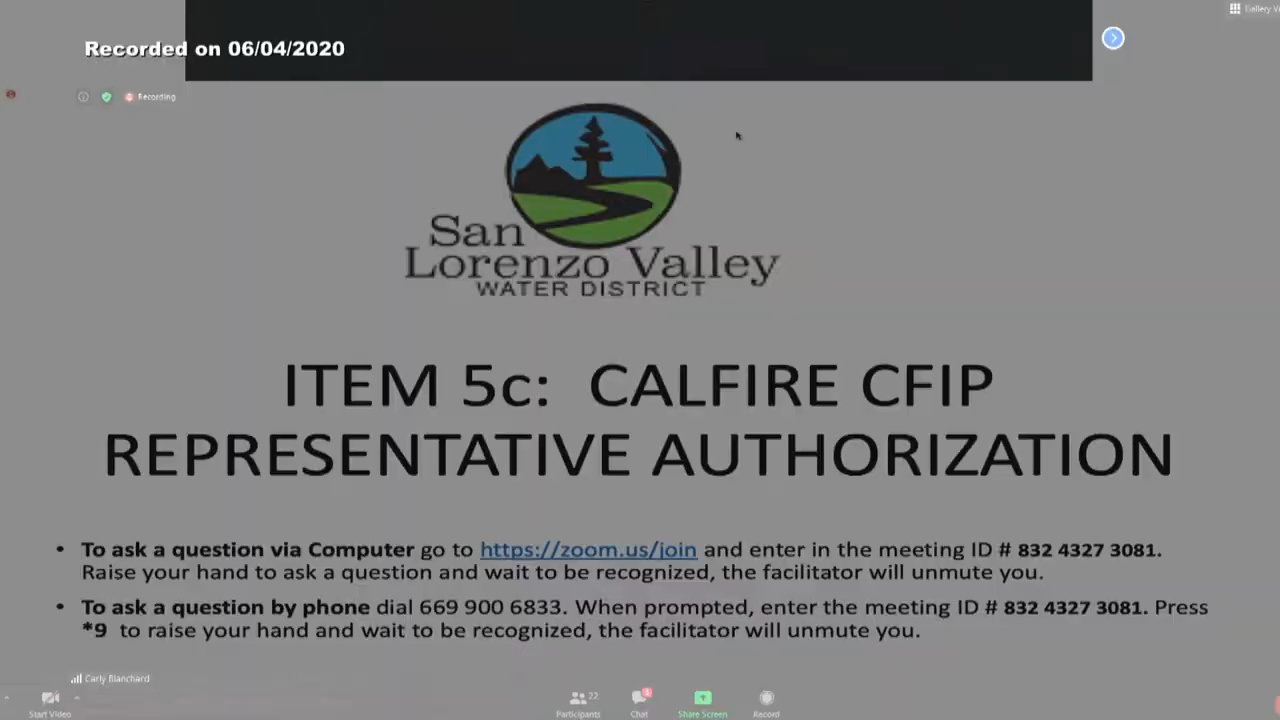 Gallery Vi
Recorded on 06/04/2020
Recording
San
Lorenzo Valley
WATER DISTRICT
ITEM 5c: CALFIRE CFIP
REPRESENTATIVE AUTHORIZATION
• To ask a question via Computer go to https://zoom.us/join and enter in the meeting ID # 832 4327 3081.
Raise your hand to ask a question and wait to be recognized, the facilitator will unmute you.
• To ask a question by phone dial 669 900 6833. When prompted, enter the meeting ID # 832 4327 3081. Press
*9 to raise your hand and wait to be recognized, the facilitator will unmute you.
Carly Blanchard
22
Start Video Participants Chat Share Screen Record